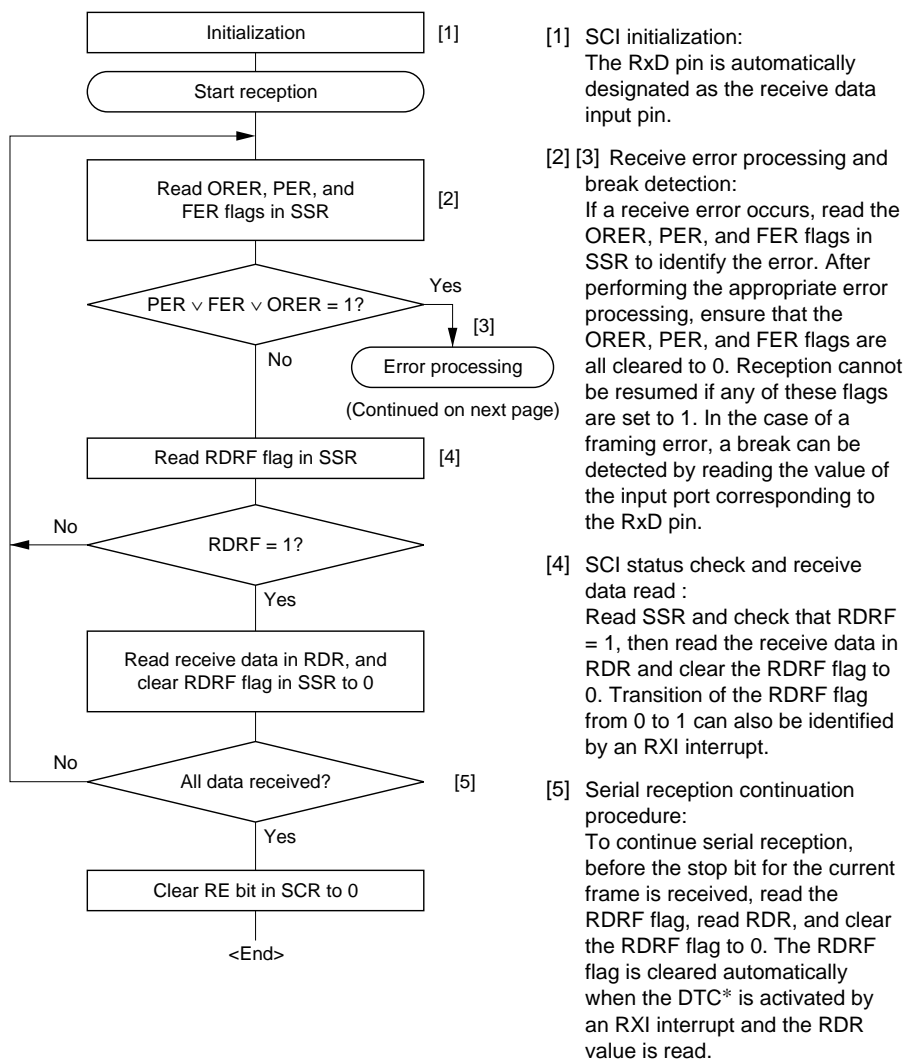 Initialization
[1]
Start reception
Read ORER, PER, and
FER flags in SSR
[2]
PER ∨ FER ∨ ORER = 1?
Yes
[3]
No
Error processing
(Continued on next page)
Read RDRF flag in SSR
[4]
No
RDRF = 1?
Yes
Read receive data in RDR, and
clear RDRF flag in SSR to 0
No
All data received?
[5]
Yes
Clear RE bit in SCR to 0
<End>
[1] SCI initialization:
The RxD pin is automatically
designated as the receive data
input pin.
[2] [3] Receive error processing and
break detection:
If a receive error occurs, read the
ORER, PER, and FER flags in
SSR to identify the error. After
performing the appropriate error
processing, ensure that the
ORER, PER, and FER flags are
all cleared to 0. Reception cannot
be resumed if any of these flags
are set to 1. In the case of a
framing error, a break can be
detected by reading the value of
the input port corresponding to
the RxD pin.
[4] SCI status check and receive
data read :
Read SSR and check that RDRF
= 1, then read the receive data in
RDR and clear the RDRF flag to
0. Transition of the RDRF flag
from 0 to 1 can also be identified
by an RXI interrupt.
[5] Serial reception continuation
procedure:
To continue serial reception,
before the stop bit for the current
frame is received, read the
RDRF flag, read RDR, and clear
the RDRF flag to 0. The RDRF
flag is cleared automatically
when the DTC* is activated by
an RXI interrupt and the RDR
value is read.